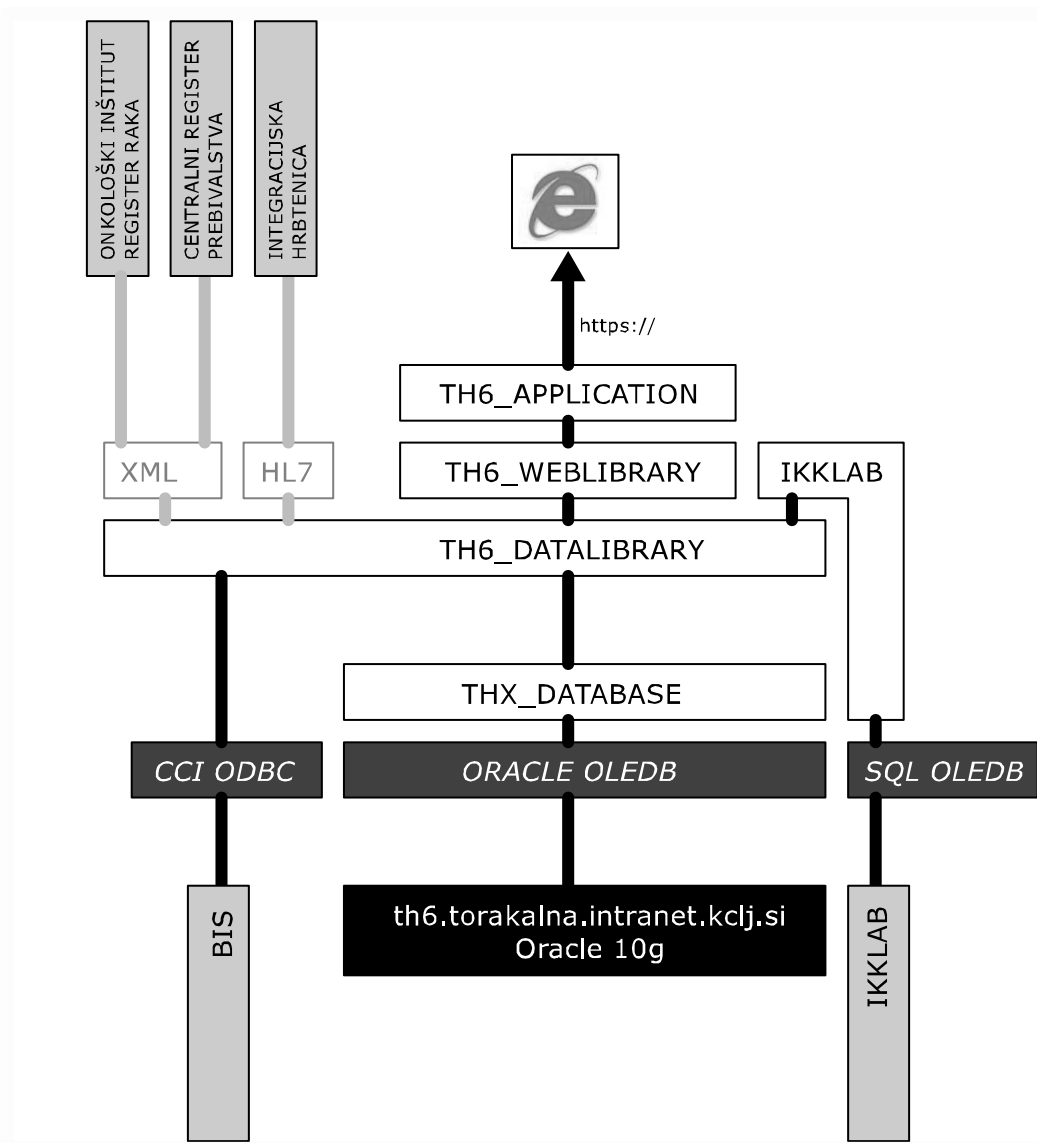 ONKOLOŠKI INŠTITUT
REGISTER RAKA
CENTRALNI REGISTER
PREBIVALSTVA
INTEGRACIJSKA
HRBTENICA
https://
TH6_APPLICATION
XML
HL7
TH6_WEBLIBRARY
IKKLAB
TH6_DATALIBRARY
THX_DATABASE
CCI ODBC
ORACLE OLEDB
SQL OLEDB
BIS
th6.torakalna.intranet.kclj.si
Oracle 10g
IKKLAB